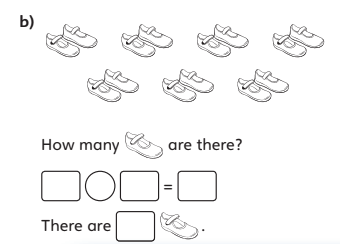 b)
How many are there?
=
There are .